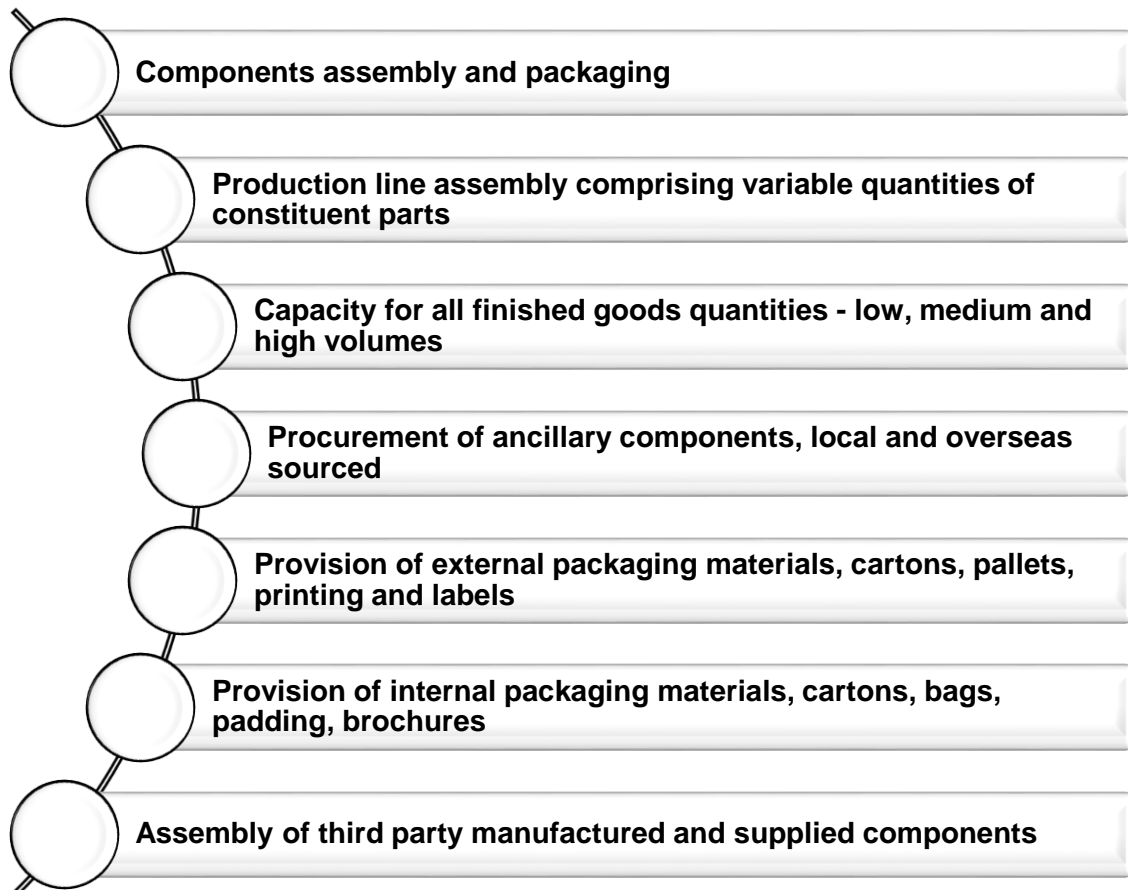 Components assembly and packaging
Production line assembly comprising variable quantities of
constituent parts
Capacity for all finished goods quantities - low, medium and
high volumes
Procurement of ancillary components, local and overseas
sourced
Provision of external packaging materials, cartons, pallets,
printing and labels
Provision of internal packaging materials, cartons, bags,
padding, brochures
Assembly of third party manufactured and supplied components